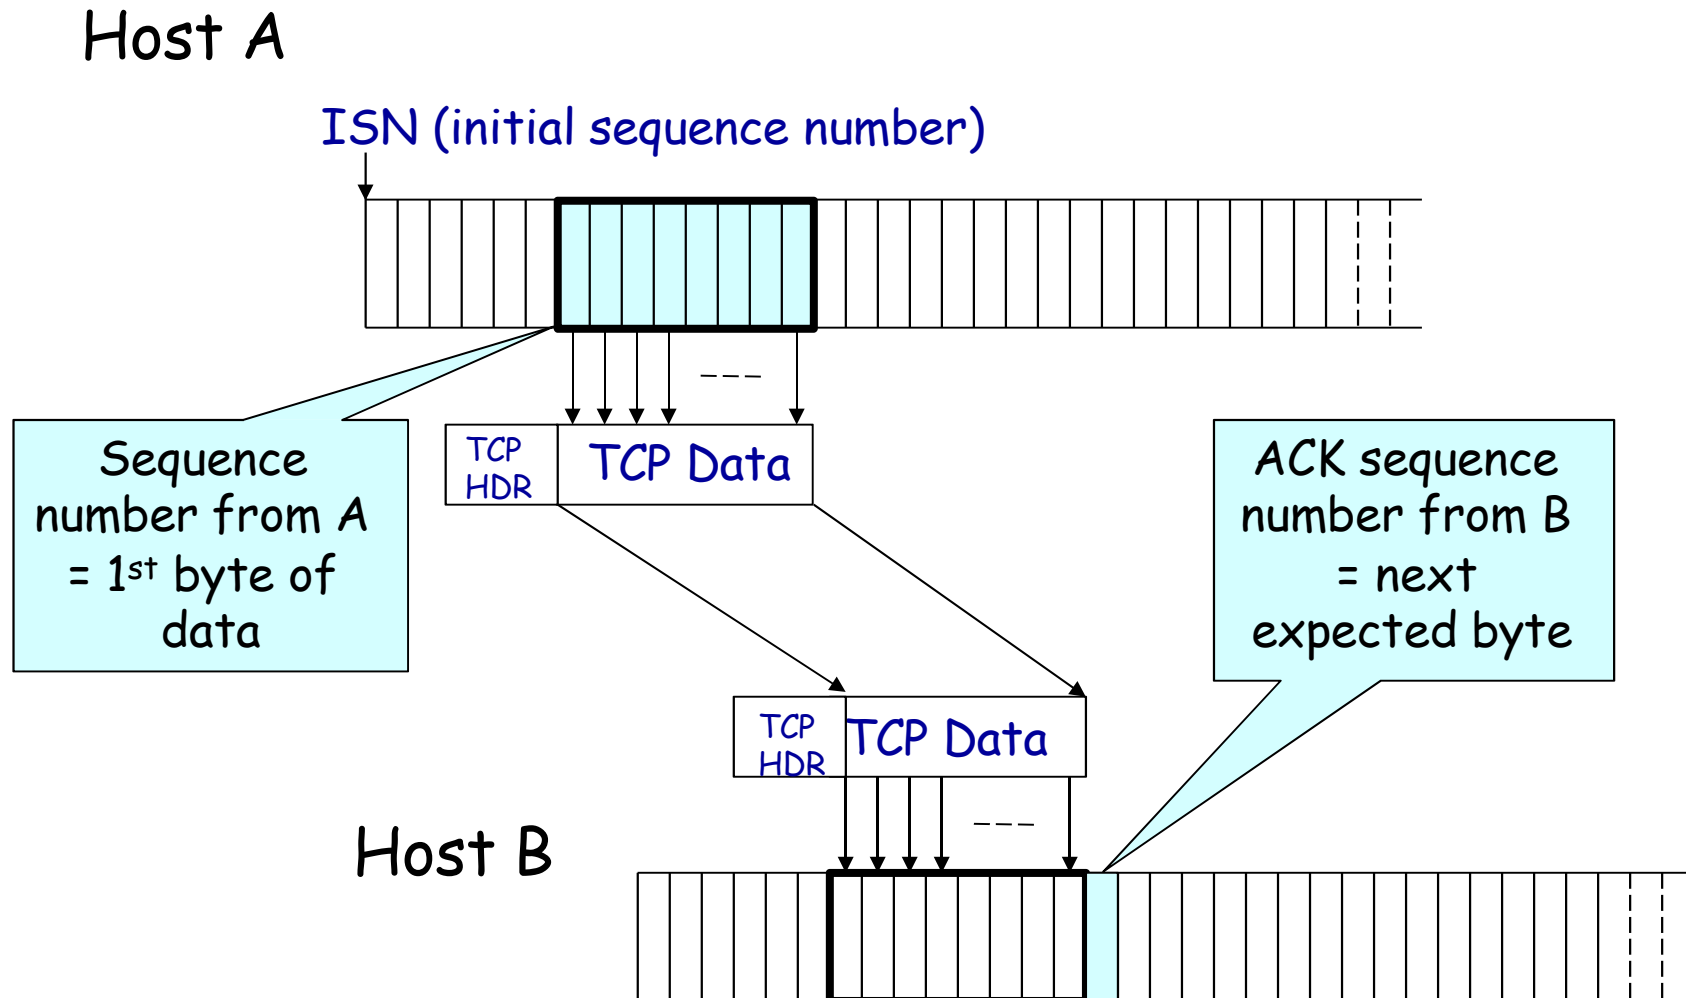 Host A
ISN (initial sequence number)
Sequence
number from A
= 1st byte of
data
TCP
HDR
TCP Data
ACK sequence
number from B
= next
expected byte
TCP
HDR
TCP Data
Host B